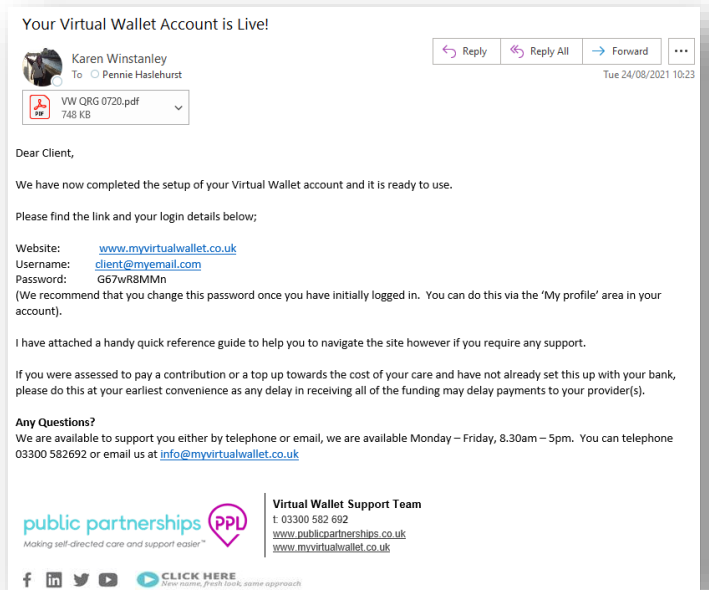 Your Virtual Wallet Account is Live!
Karen Winstanley
To Pennie Haslehurst
Reply
Reply All
Forward
Tue 24/08/2021 10:23
PDF
VW QRG 0720.pdf
748 KB
Dear Client,
We have now completed the setup of your Virtual Wallet account and it is ready to use.
Please find the link and your login details below;
Website: www.myvirtualwallet.co.uk
Username: client@myemail.com
Password: G67wR8MMn
(We recommend that you change this password once you have initially logged in. You can do this via the ‘My profile’ area in your
account).
I have attached a handy quick reference guide to help you to navigate the site however if you require any support.
If you were assessed to pay a contribution or a top up towards the cost of your care and have not already set this up with your bank,
please do this at your earliest convenience as any delay in receiving all of the funding may delay payments to your provider(s).
Any Questions?
We are available to support you either by telephone or email, we are available Monday – Friday, 8.30am – 5pm. You can telephone
03300 582692 or email us at info@myvirtualwallet.co.uk
public partnerships PPL
Making self-directed care and support easier™
Virtual Wallet Support Team
t: 03300 582 692
www.publicpartnerships.co.uk
www.myvirtualwallet.co.uk
CLICK HERE
New name, fresh look, same approach